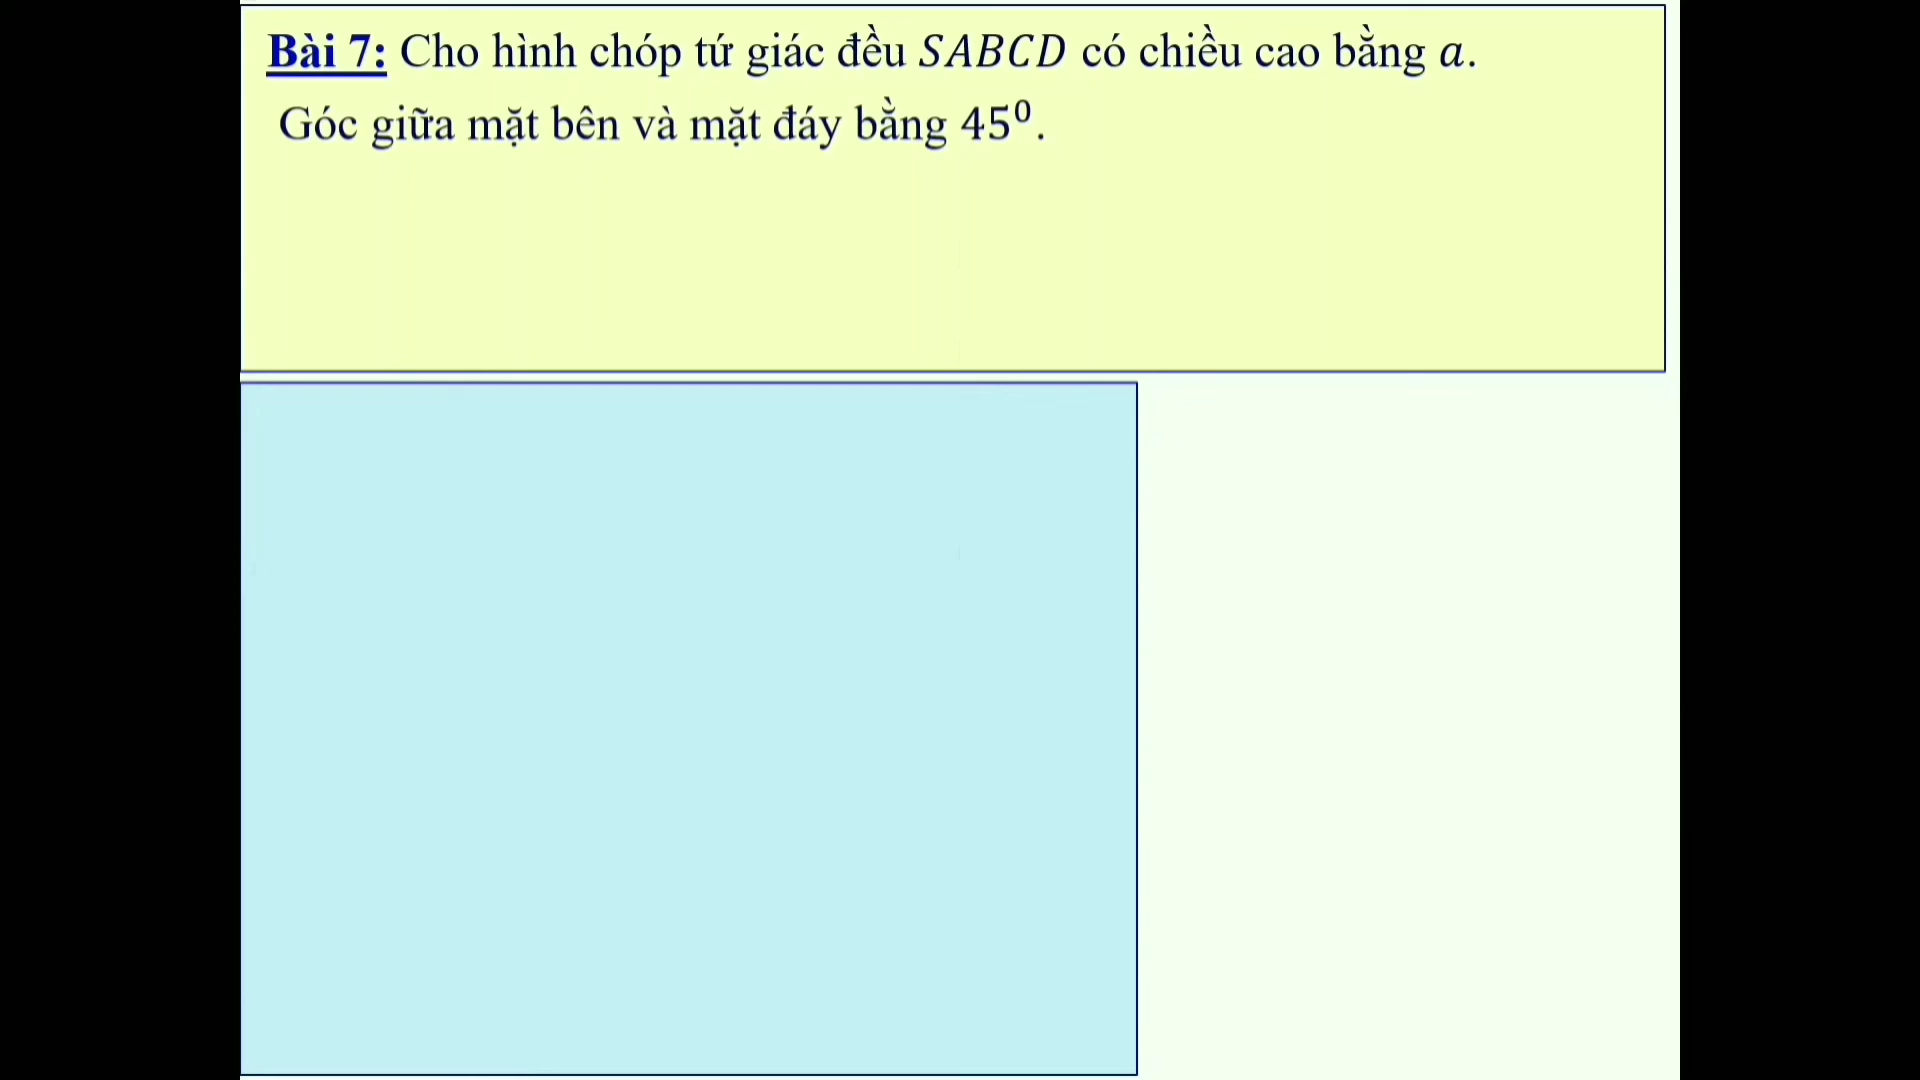 Bài 7: Cho hình chóp tứ giác đều SABCD có chiều cao bằng a.
Góc giữa mặt bên và mặt đáy bằng 45⁰.